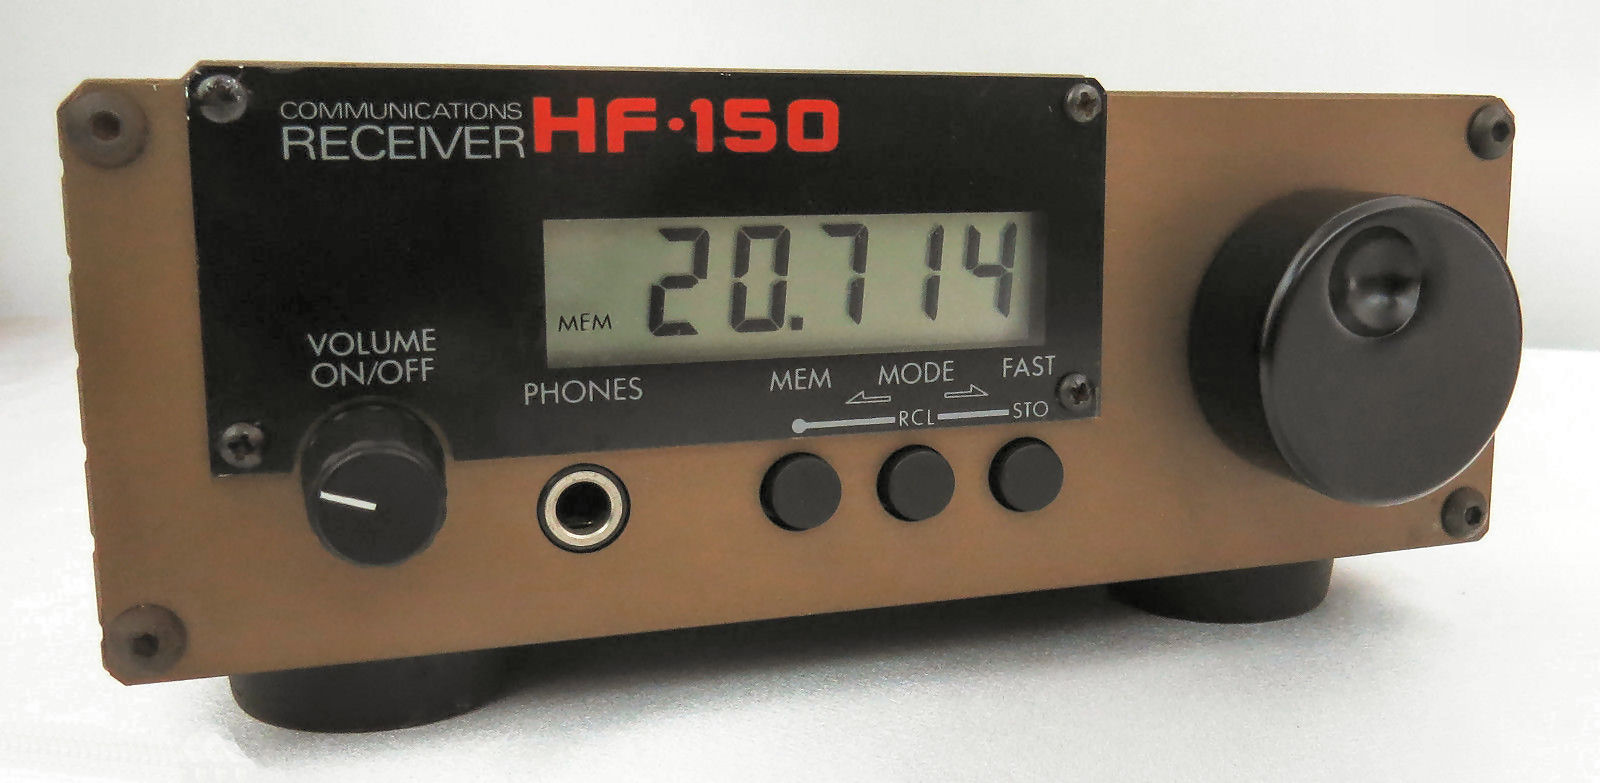 COMMUNICATIONS
RECEIVER HF·150
20.714
MEM
VOLUME
ON/OFF
PHONES
MEM MODE FAST
RCL STO